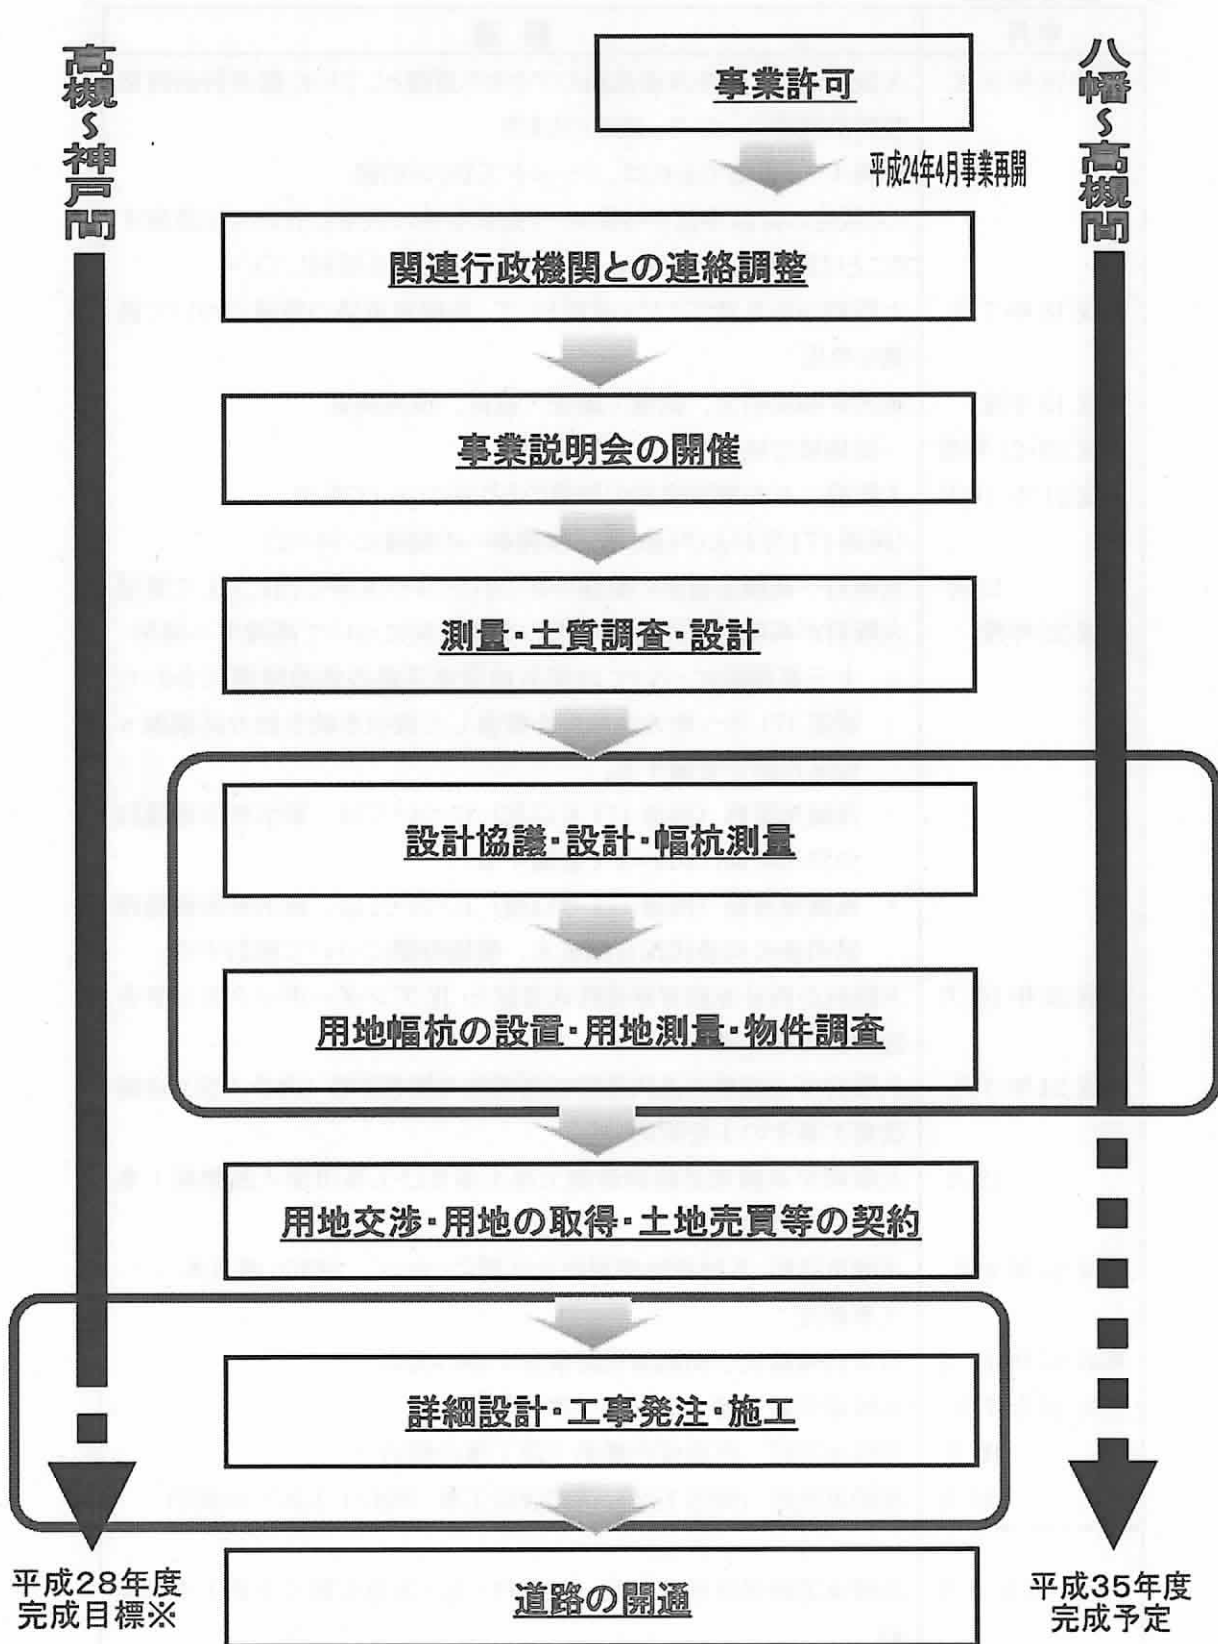 高槻～神戸間
八幡～高槻間
事業許可
平成24年4月事業再開
関連行政機関との連絡調整
事業説明会の開催
測量・土質調査・設計
設計協議・設計・幅杭測量
用地幅杭の設置・用地測量・物件調査
用地交渉・用地の取得・土地売買等の契約
詳細設計・工事発注・施工
道路の開通
平成28年度
完成目標※
平成35年度
完成予定